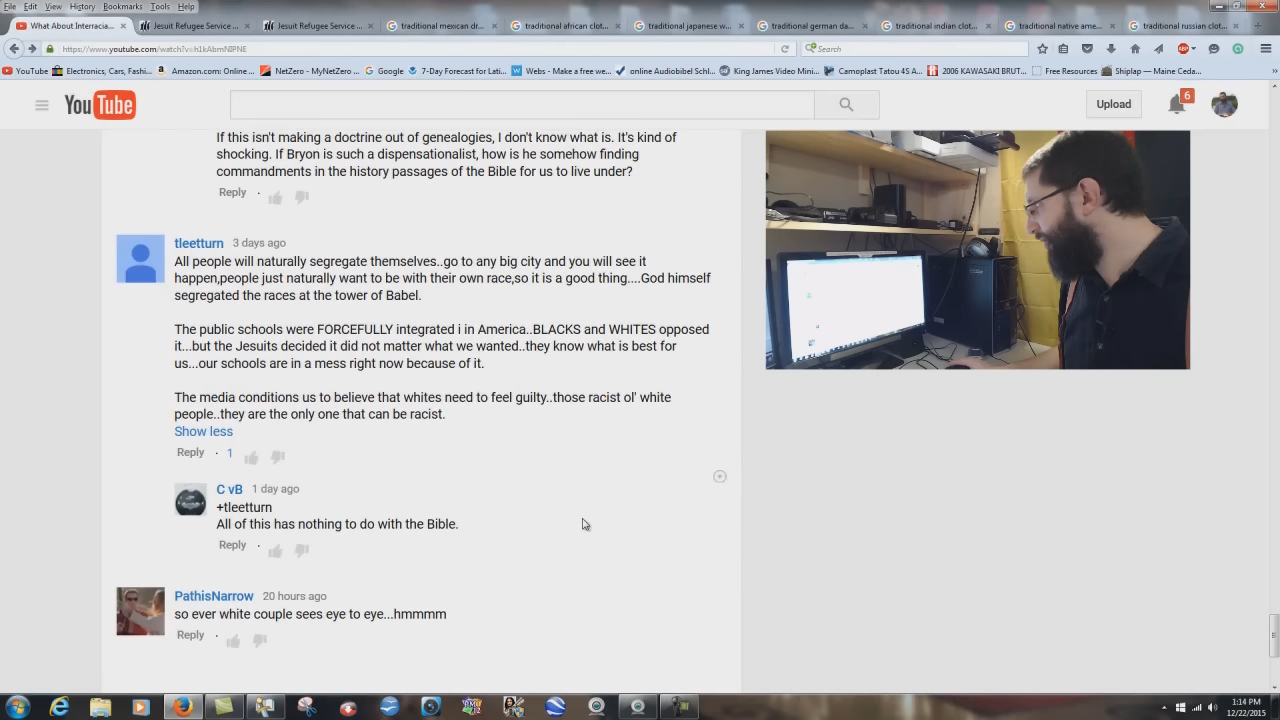 File Edit View History Bookmarks Tools Help
What About Interracia... Jesuit Refugee Service ... Jesuit Refugee Service ... traditional mexican dr... traditional african clot... traditional japanese w... traditional german da... traditional indian clot... traditional native ame... traditional russian clot...
https://www.youtube.com/watch?v=h1kAbmNIPNE Search
YouTube Electronics, Cars, Fashi... Amazon.com: Online ... NetZero - MyNetZero ... Google 7-Day Forecast for Lati... Webs - Make a free we... online Audiobibel Schl... King James Video Mini... Camoplast Tatou 4S A... 2006 KAWASAKI BRUT... Free Resources Shiplap — Maine Ceda...
YouTube Upload 6
If this isn't making a doctrine out of genealogies, I don't know what is. It's kind of
shocking. If Bryon is such a dispensationalist, how is he somehow finding
commandments in the history passages of the Bible for us to live under?
Reply ·
tleetturn 3 days ago
All people will naturally segregate themselves..go to any big city and you will see it
happen,people just naturally want to be with their own race,so it is a good thing....God himself
segregated the races at the tower of Babel.
The public schools were FORCEFULLY integrated i in America..BLACKS and WHITES opposed
it...but the Jesuits decided it did not matter what we wanted..they know what is best for
us...our schools are in a mess right now because of it.
The media conditions us to believe that whites need to feel guilty..those racist ol' white
people..they are the only one that can be racist.
Show less
Reply · 1
C vB 1 day ago
+tleetturn
All of this has nothing to do with the Bible.
Reply ·
PathisNarrow 20 hours ago
so ever white couple sees eye to eye...hmmmm
Reply ·
1:14 PM
12/22/2015